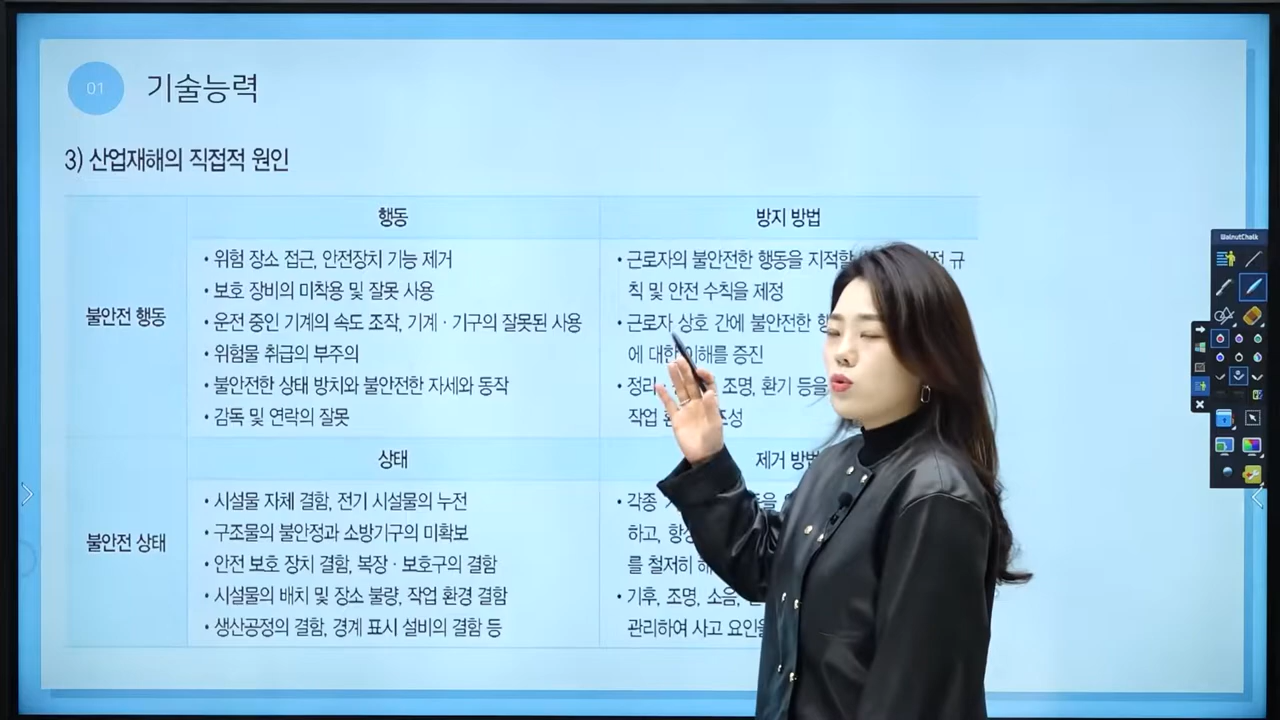 01
기술능력
3) 산업재해의 직접적 원인
행동
방지 방법
불안전 행동
• 위험 장소 접근, 안전장치 기능 제거
• 보호 장비의 미착용 및 잘못 사용
• 운전 중인 기계의 속도 조작, 기계·기구의 잘못된 사용
• 위험물 취급의 부주의
• 불안전한 상태 방치와 불안전한 자세와 동작
• 감독 및 연락의 잘못
• 근로자의 불안전한 행동을 지적할 규
칙 및 안전 수칙을 제정
• 근로자 상호 간에 불안전한
에 대한 이해를 증진
• 조명, 환기 등을
작업
상태
제거 방법
불안전 상태
• 시설물 자체 결함, 전기 시설물의 누전
• 구조물의 불안정과 소방기구의 미확보
• 안전 보호 장치 결함, 복장·보호구의 결함
• 시설물의 배치 및 장소 불량, 작업 환경 결함
• 생산공정의 결함, 경계 표시 설비의 결함 등
• 각종
하고,
를 철저히
• 기후, 조명, 소음,
관리하여 사고
WalnutChalk